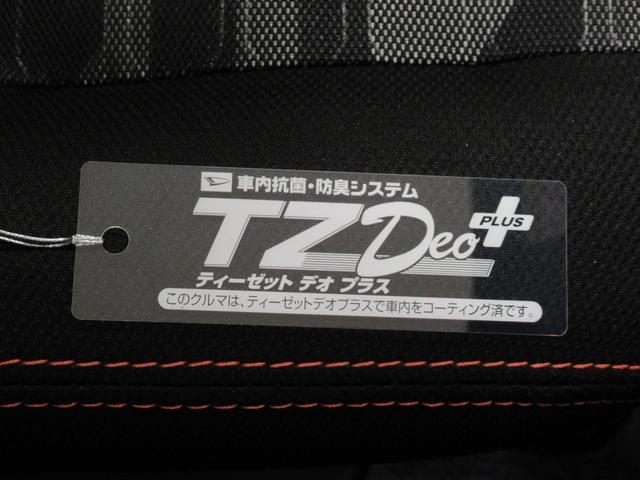 車内抗菌・防臭システム
TZ Deo PLUS
ティーゼット デオ プラス
このクルマは、ティーゼットデオプラスで車内をコーティング済です。